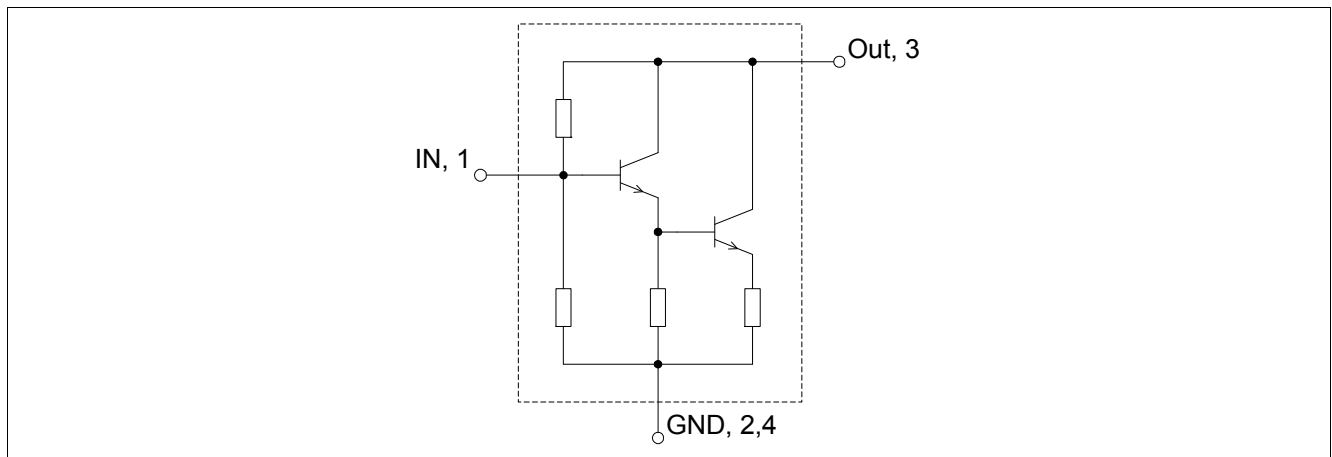 Out, 3
IN, 1
GND, 2,4